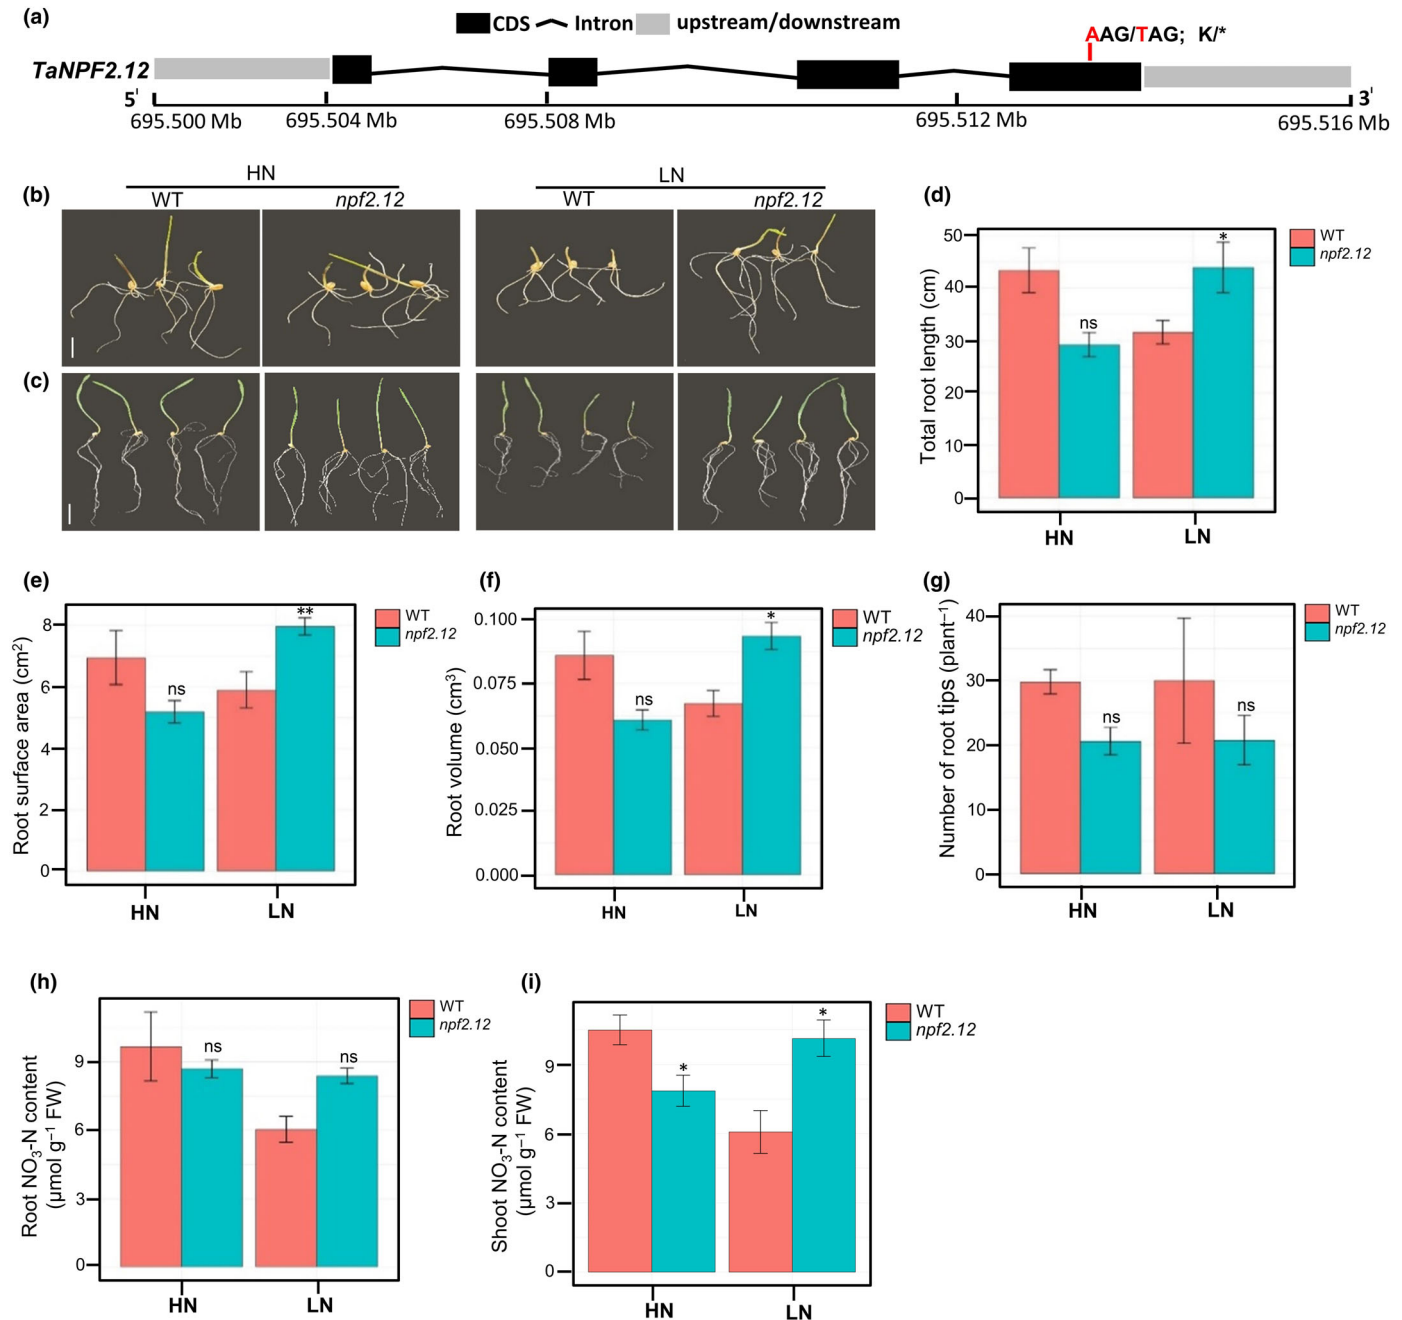 (a)
CDS Intron upstream/downstream
AAG/TAG; K/*
TaNPF2.12
5' 3'
695.500 Mb 695.504 Mb 695.508 Mb 695.512 Mb 695.516 Mb
(b)
HN LN
WT npf2.12 WT npf2.12
(c)
(d)
Total root length (cm)
50
40
30
20
10
0
ns *
HN LN
WT
npf2.12
(e)
Root surface area (cm²)
8
6
4
2
0
ns **
HN LN
WT
npf2.12
(f)
Root volume (cm³)
0.100
0.075
0.050
0.025
0.000
ns *
HN LN
WT
npf2.12
(g)
Number of root tips (plant⁻¹)
40
30
20
10
0
ns ns
HN LN
WT
npf2.12
(h)
Root NO₃-N content
(µmol g⁻¹ FW)
9
6
3
0
ns ns
HN LN
WT
npf2.12
(i)
Shoot NO₃-N content
(µmol g⁻¹ FW)
9
6
3
0
* *
HN LN
WT
npf2.12